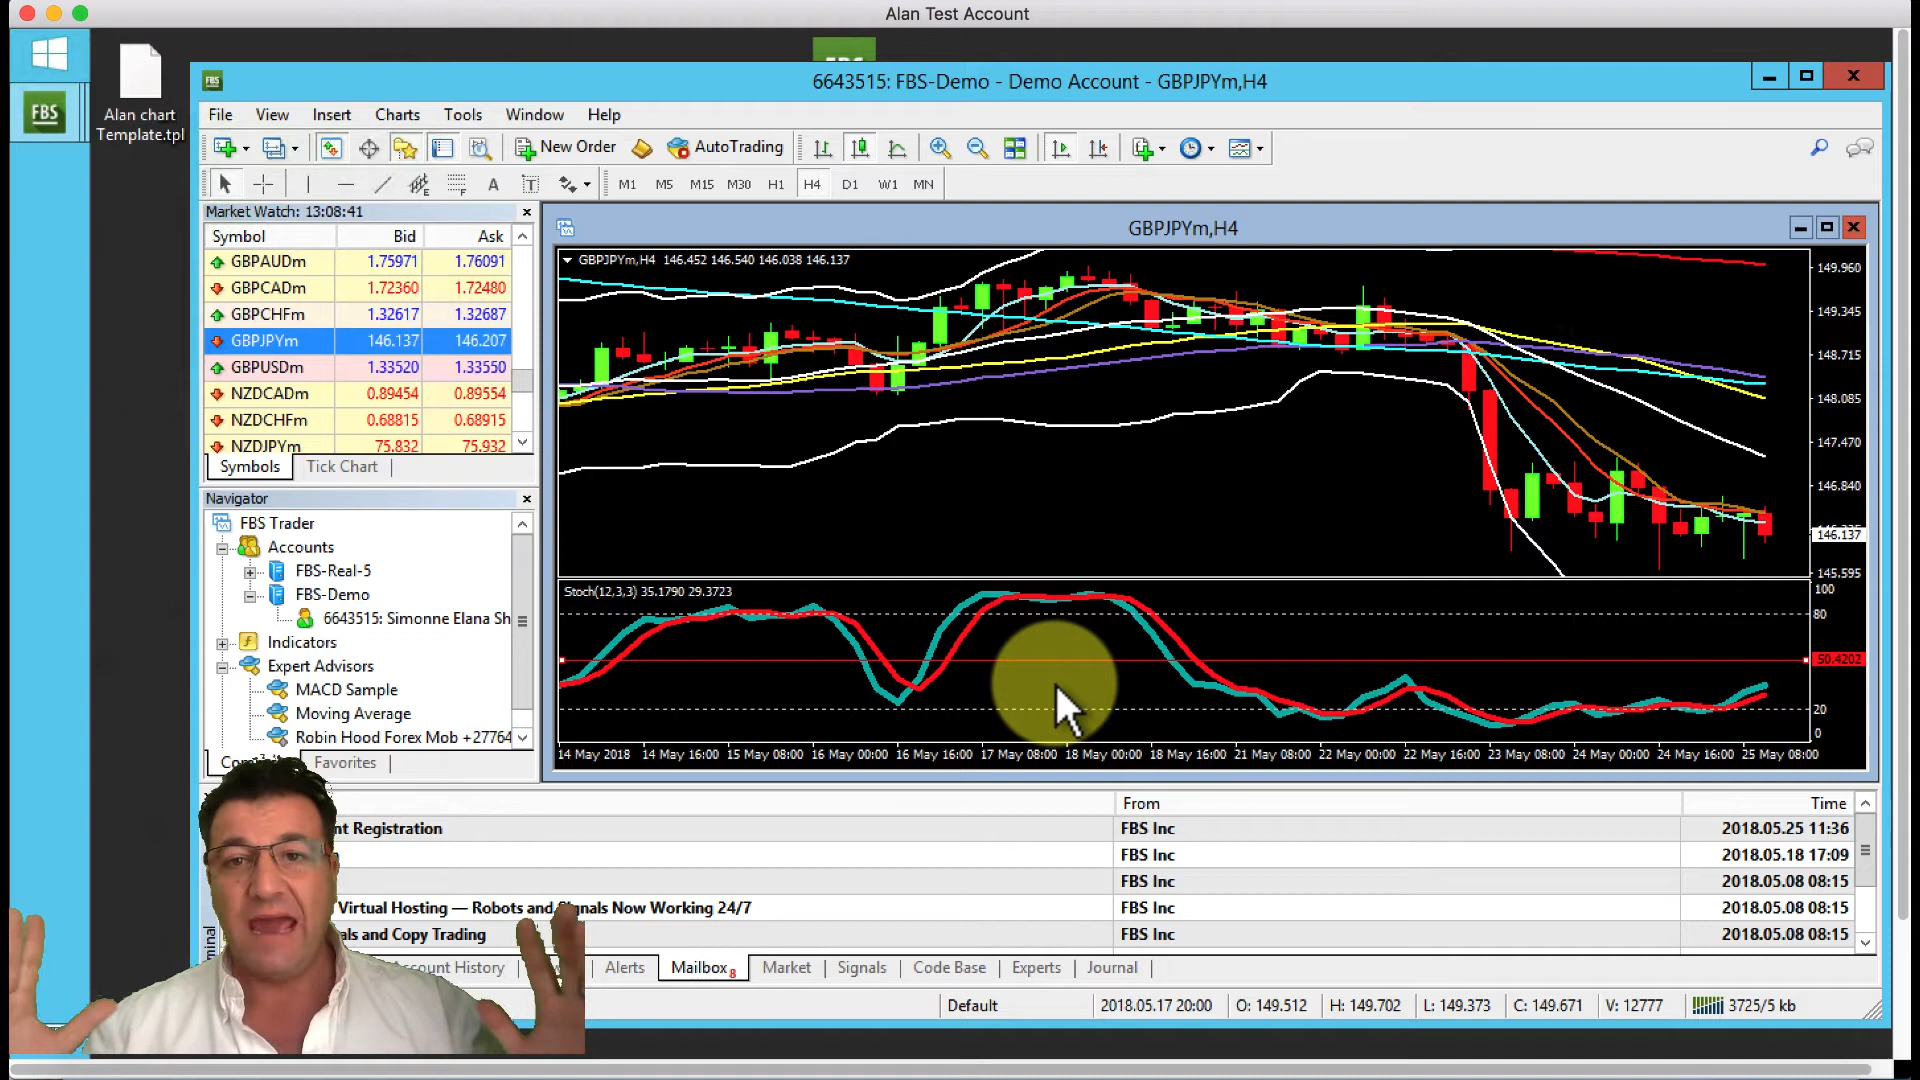 Alan Test Account
FBS
Alan chart
Template.tpl
FBS
6643515: FBS-Demo - Demo Account - GBPJPYm,H4
File View Insert Charts Tools Window Help
New Order AutoTrading
A T M1 M5 M15 M30 H1 H4 D1 W1 MN
Market Watch: 13:08:41
Symbol Bid Ask
GBPAUDm 1.75971 1.76091
GBPCADm 1.72360 1.72480
GBPCHFm 1.32617 1.32687
GBPJPYm 146.137 146.207
GBPUSDm 1.33520 1.33550
NZDCADm 0.89454 0.89554
NZDCHFm 0.68815 0.68915
NZDJPYm 75.832 75.932
Symbols Tick Chart
Navigator
FBS Trader
Accounts
FBS-Real-5
FBS-Demo
6643515: Simonne Elana Sh
Indicators
Expert Advisors
MACD Sample
Moving Average
Robin Hood Forex Mob +27764
Favorites
GBPJPYm,H4
GBPJPYm,H4 146.452 146.540 146.038 146.137
149.960
149.345
148.715
148.085
147.470
146.840
146.137
145.595
Stoch(12,3,3) 35.1790 29.3723
100
80
50.4202
20
0
14 May 2018 14 May 16:00 15 May 08:00 16 May 00:00 16 May 16:00 17 May 08:00 18 May 00:00 18 May 16:00 21 May 08:00 22 May 00:00 22 May 16:00 23 May 08:00 24 May 00:00 24 May 16:00 25 May 08:00
From Time
nt Registration FBS Inc 2018.05.25 11:36
FBS Inc 2018.05.18 17:09
FBS Inc 2018.05.08 08:15
Virtual Hosting — Robots and Signals Now Working 24/7 FBS Inc 2018.05.08 08:15
als and Copy Trading FBS Inc 2018.05.08 08:15
minal
Account History Alerts Mailbox 8 Market Signals Code Base Experts Journal
Default 2018.05.17 20:00 O: 149.512 H: 149.702 L: 149.373 C: 149.671 V: 12777 3725/5 kb